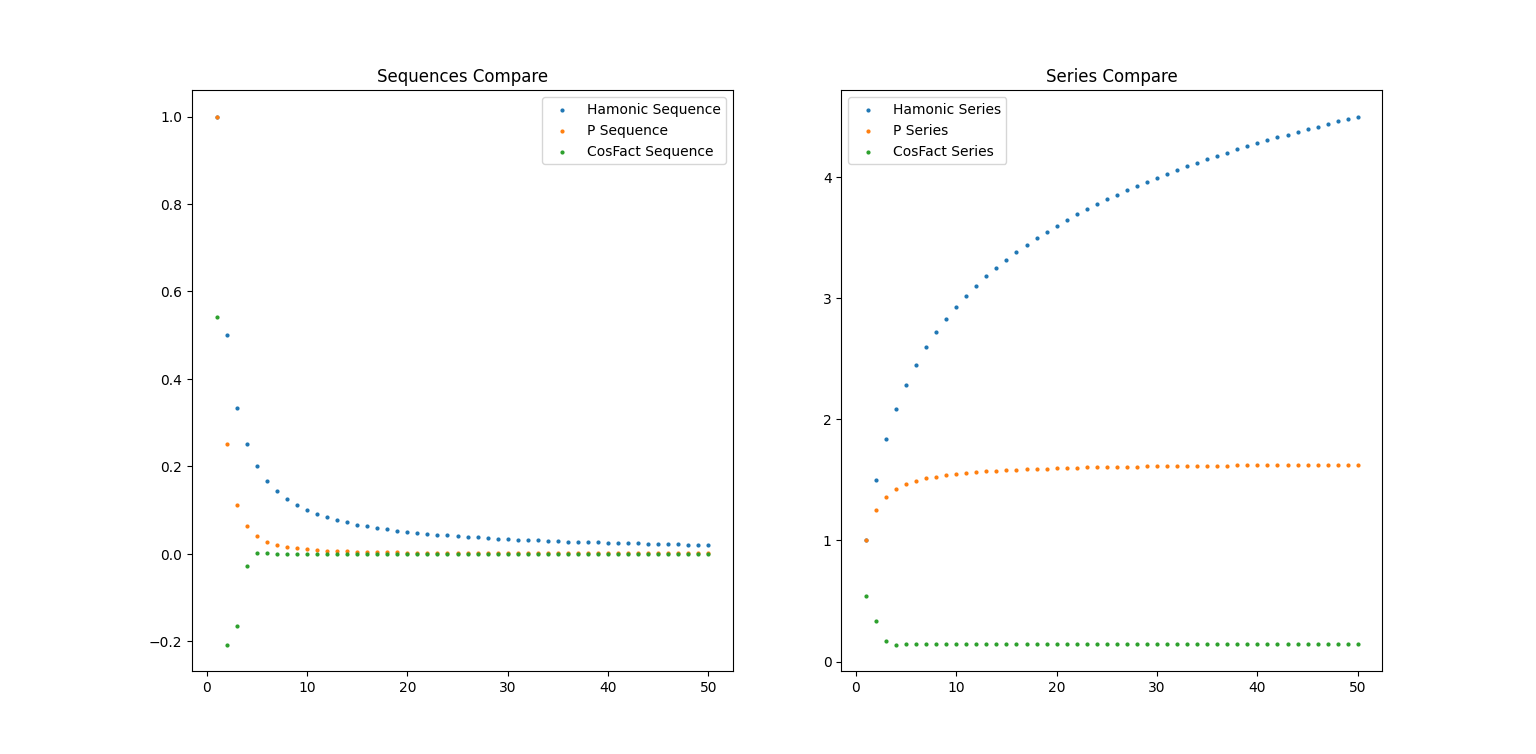 Sequences Compare
Hamonic Sequence
P Sequence
CosFact Sequence
1.0
0.8
0.6
0.4
0.2
0.0
−0.2
0 10 20 30 40 50
Series Compare
Hamonic Series
P Series
CosFact Series
4
3
2
1
0
0 10 20 30 40 50